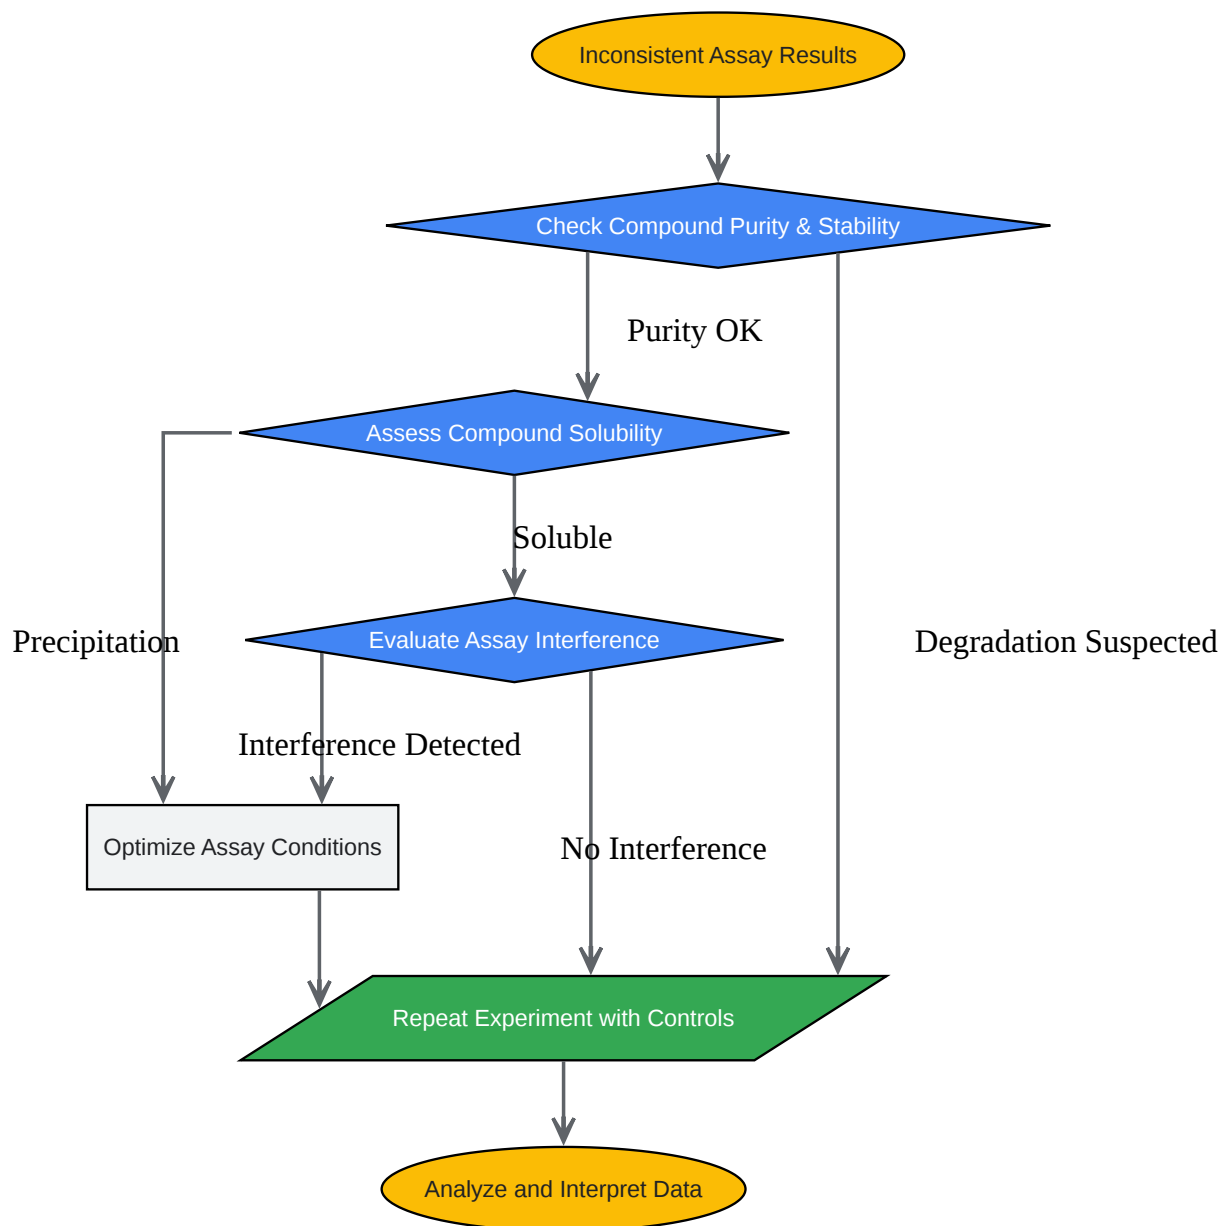 Inconsistent Assay Results
Check Compound Purity & Stability
Purity OK
Assess Compound Solubility
Soluble
Evaluate Assay Interference
Precipitation
Degradation Suspected
Interference Detected
Optimize Assay Conditions
No Interference
Repeat Experiment with Controls
Analyze and Interpret Data